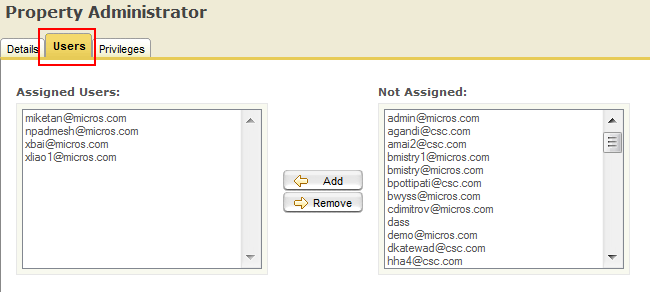 Property Administrator
Details Users Privileges
Assigned Users: Not Assigned:
miketan@micros.com
npadmesh@micros.com
xbai@micros.com
xliao1@micros.com
Add
Remove
admin@micros.com
agandi@csc.com
amai2@csc.com
bmistry1@micros.com
bmistry@micros.com
bpottipati@csc.com
bwyss@micros.com
cdimitrov@micros.com
dass
demo@micros.com
dkatewad@csc.com
hha4@csc.com